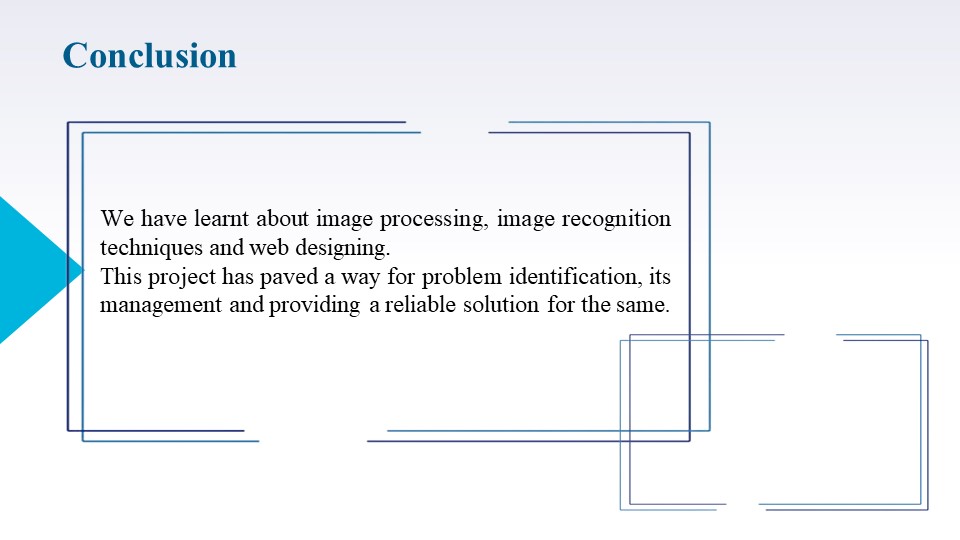 Conclusion
We have learnt about image processing, image recognition
techniques and web designing.
This project has paved a way for problem identification, its
management and providing a reliable solution for the same.